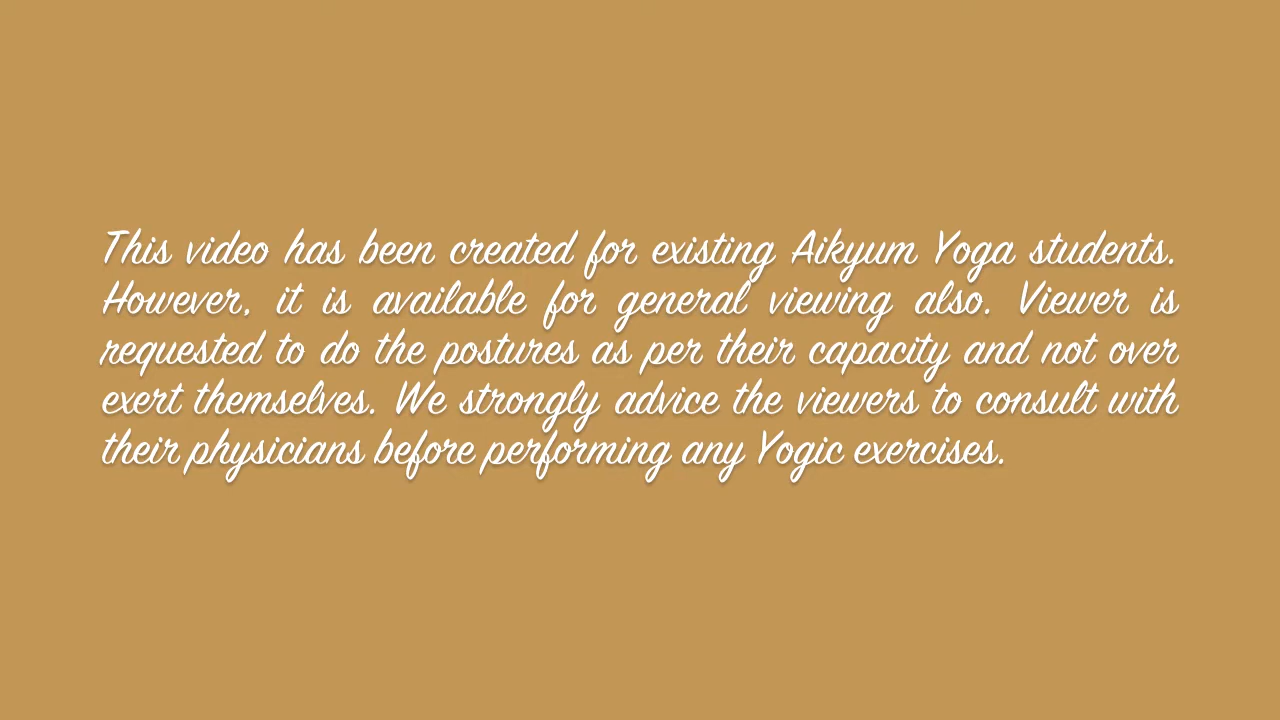 This video has been created for existing Aikyum Yoga students.
However, it is available for general viewing also. Viewer is
requested to do the postures as per their capacity and not over
exert themselves. We strongly advice the viewers to consult with
their physicians before performing any Yogic exercises.